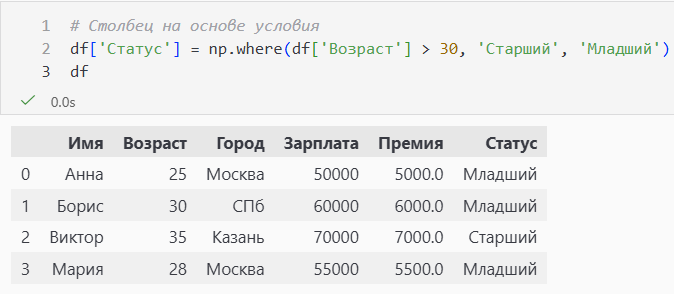 1 # Столбец на основе условия
2 df['Статус'] = np.where(df['Возраст'] > 30, 'Старший', 'Младший')
3 df
0.0s
Имя Возраст Город Зарплата Премия Статус
0 Анна 25 Москва 50000 5000.0 Младший
1 Борис 30 СПб 60000 6000.0 Младший
2 Виктор 35 Казань 70000 7000.0 Старший
3 Мария 28 Москва 55000 5500.0 Младший